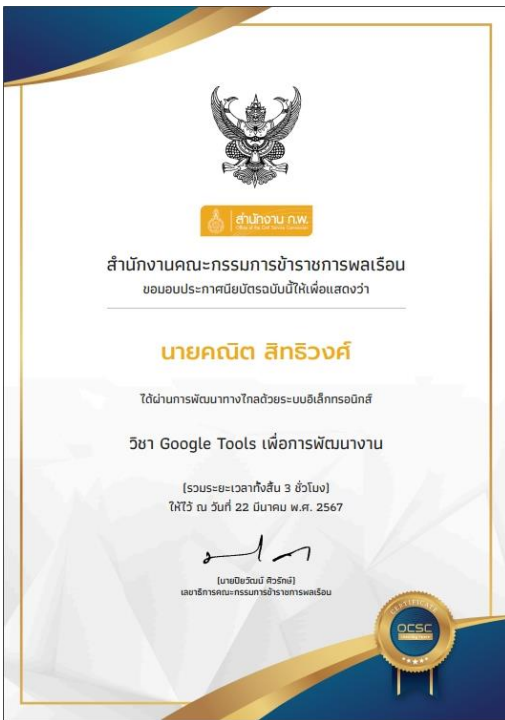 สำนักงาน ก.พ.
Office of the Civil Service Commission
สำนักงานคณะกรรมการข้าราชการพลเรือน
ขอมอบประกาศนียบัตรฉบับนี้ให้เพื่อแสดงว่า
นายคณิต สิทธิวงศ์
ได้ผ่านการพัฒนาทางไกลด้วยระบบอิเล็กทรอนิกส์
วิชา Google Tools เพื่อการพัฒนางาน
(รวมระยะเวลาทั้งสิ้น 3 ชั่วโมง)
ให้ไว้ ณ วันที่ 22 มีนาคม พ.ศ. 2567
(นายปิยวัฒน์ ศิวรักษ์)
เลขาธิการคณะกรรมการข้าราชการพลเรือน
CERTIFICATE
OCSC